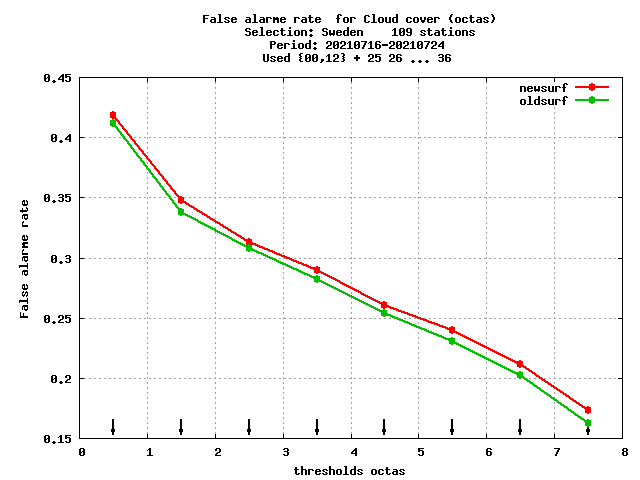 False alarme rate  for Cloud cover (octas)
Selection: Sweden    109 stations
Period: 20210716-20210724
Used {00,12} + 25 26 ... 36
newsurf
oldsurf
0.45
0.4
0.35
0.3
0.25
0.2
0.15
False alarme rate
0 1 2 3 4 5 6 7 8
thresholds octas